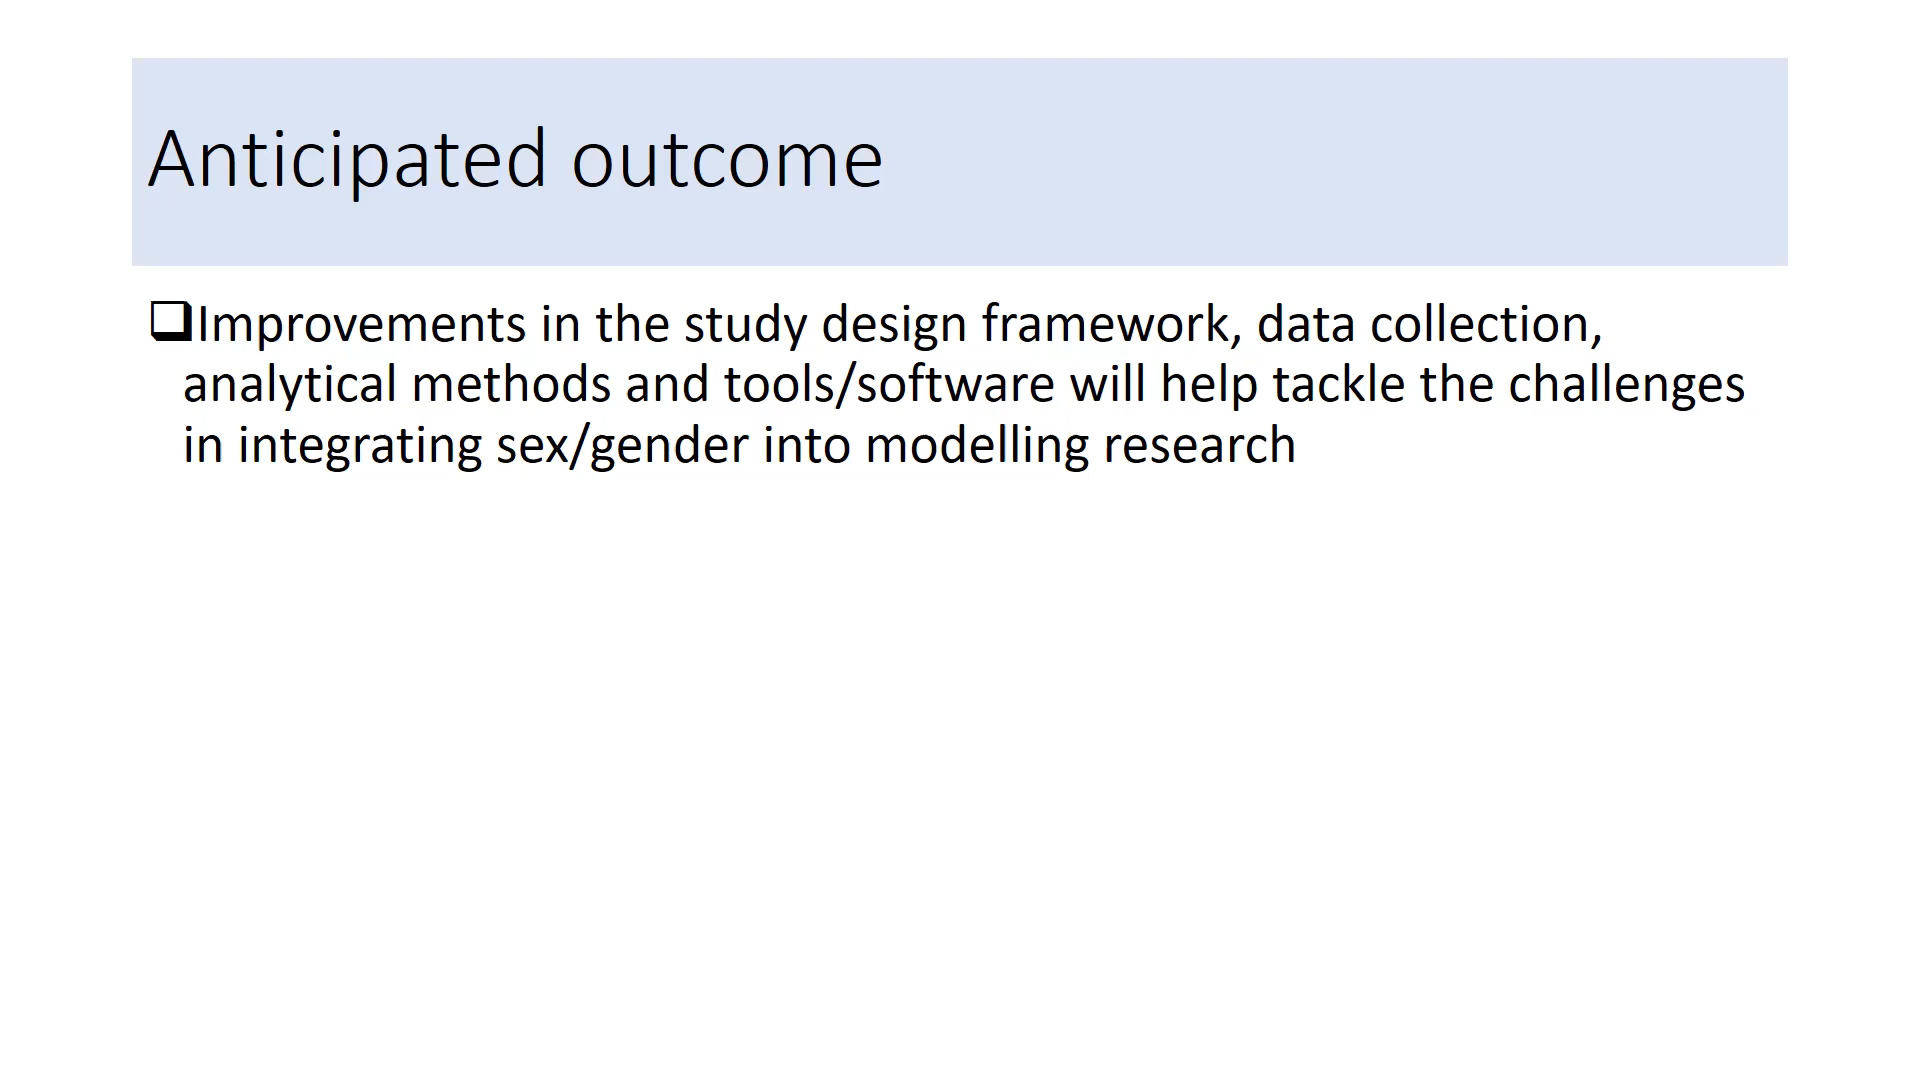 Anticipated outcome
❑Improvements in the study design framework, data collection,
analytical methods and tools/software will help tackle the challenges
in integrating sex/gender into modelling research